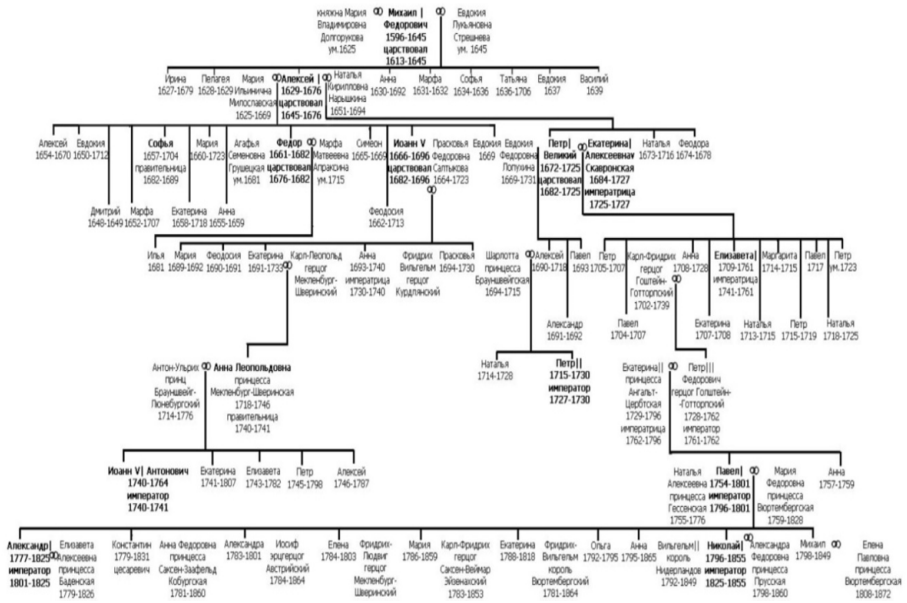 княжна Мария
Владимировна
Долгорукова
ум.1625
Михаил |
Федорович
1596-1645
царствовал
1613-1645
Евдокия
Лукьяновна
Стрешнева
ум. 1645
Ирина
1627-1679
Пелагея
1628-1629
Мария
Ильинична
Милославская
1625-1669
Алексей |
1629-1676
царствовал
1645-1676
Наталья
Кирилловна
Нарышкина
1651-1694
Анна
1630-1692
Марфа
1631-1632
Софья
1634-1636
Татьяна
1636-1706
Евдокия
1637
Василий
1639
Алексей
1654-1670
Евдокия
1650-1712
Софья
1657-1704
правительница
1682-1689
Мария
1660-1723
Агафья
Семеновна
Грушецкая
ум.1681
Федор
1661-1682
царствовал
1676-1682
Марфа
Матвеевна
Апраксина
ум.1715
Симеон
1665-1669
Иоанн V
1666-1696
царствовал
1682-1696
Прасковья
Федоровна
Салтыкова
1664-1723
Евдокия
1669
Евдокия
Федоровна
Лопухина
1669-1731
Петр|
Великий
1672-1725
царствовал
1682-1725
Екатерина|
Алексеевна
Скавронская
1684-1727
императрица
1725-1727
Наталья
1673-1716
Феодора
1674-1678
Дмитрий
1648-1649
Марфа
1652-1707
Екатерина
1658-1718
Анна
1655-1659
Феодосия
1662-1713
Илья
1681
Мария
1689-1692
Феодосия
1690-1691
Екатерина
1691-1733
Карл-Леопольд
герцог
Мекленбург-
Шверинский
Анна
1693-1740
императрица
1730-1740
Фридрих
Вильгельм
герцог
Курдлянский
Прасковья
1694-1730
Шарлотта
принцесса
Брауншвейгская
1694-1715
Алексей
1690-1718
Павел
1693
Петр
1705-1707
Карл-Фридрих
герцог
Гоштейн-
Готторпский
1702-1739
Анна
1708-1728
Елизавета|
1709-1761
императрица
1741-1761
Маргарита
1714-1715
Павел
1717
Петр
ум.1723
Александр
1691-1692
Павел
1704-1707
Екатерина
1707-1708
Наталья
1713-1715
Петр
1715-1719
Наталья
1718-1725
Наталья
1714-1728
Петр||
1715-1730
император
1727-1730
Антон-Ульрих
принц
Брауншвейг-
Люнебургский
1714-1776
Анна Леопольдовна
принцесса
Мекленбург-Шверинская
1718-1746
правительница
1740-1741
Екатерина||
принцесса
Ангальт-
Цербтская
1729-1796
императрица
1762-1796
Петр|||
Федорович
герцог Голштейн-
-Готторпский
1728-1762
император
1761-1762
Иоанн V| Антонович
1740-1764
император
1740-1741
Екатерина
1741-1807
Елизавета
1743-1782
Петр
1745-1798
Алексей
1746-1787
Наталья
Алексеевна
принцесса
Гессенская
1755-1776
Павел|
1754-1801
император
1796-1801
Мария
Федоровна
принцесса
Вюртембергская
1759-1828
Анна
1757-1759
Александр|
1777-1825
император
1801-1825
Елизавета
Алексеевна
принцесса
Баденская
1779-1826
Константин
1779-1831
цесаревич
Анна Федоровна
принцесса
Саксен-Заафельд
Кобургская
1781-1860
Александра
1783-1801
Иосиф
эрцгерцог
Австрийский
1784-1864
Елена
1784-1803
Фридрих-
Людвиг
герцог
Мекленбург-
Шверинский
Мария
1786-1859
Карл-Фридрих
герцог
Саксен-Веймар
Эйзенахский
1783-1853
Екатерина
1788-1818
Фридрих-
Вильгельм
король
Вюртембергский
1781-1864
Ольга
1792-1795
Анна
1795-1865
Вильгельм||
король
Нидерландов
1792-1849
Николай|
1796-1855
император
1825-1855
Александра
Федоровна
принцесса
Прусская
1798-1860
Михаил
1798-1849
Елена
Павловна
принцесса
Вюртембергская
1808-1872